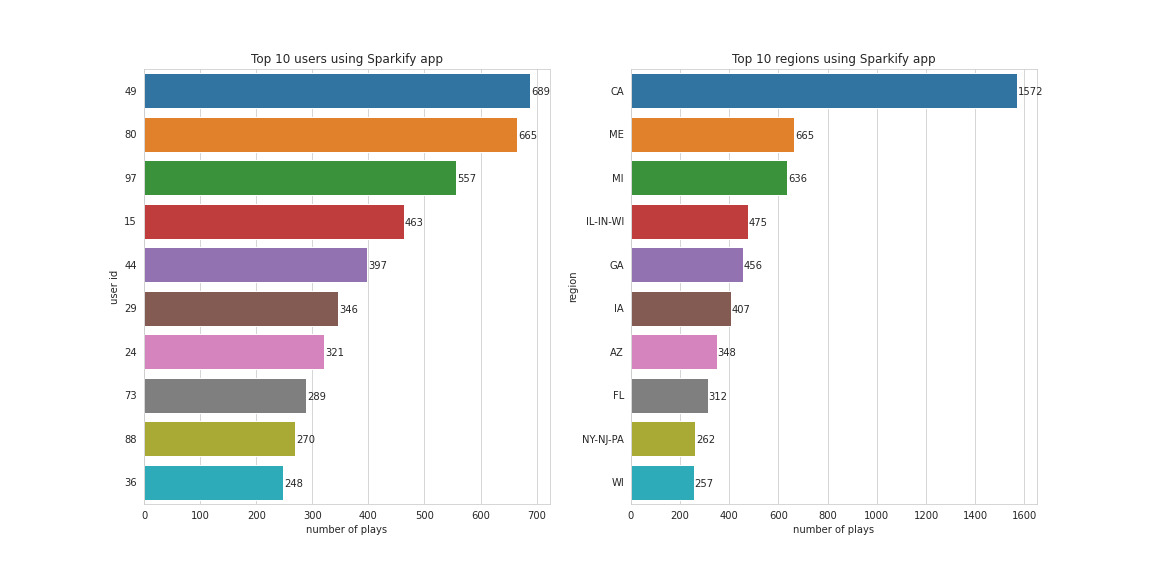 Top 10 users using Sparkify app
user id
49 689
80 665
97 557
15 463
44 397
29 346
24 321
73 289
88 270
36 248
0 100 200 300 400 500 600 700
number of plays
Top 10 regions using Sparkify app
region
CA 1572
ME 665
MI 636
IL-IN-WI 475
GA 456
IA 407
AZ 348
FL 312
NY-NJ-PA 262
WI 257
0 200 400 600 800 1000 1200 1400 1600
number of plays